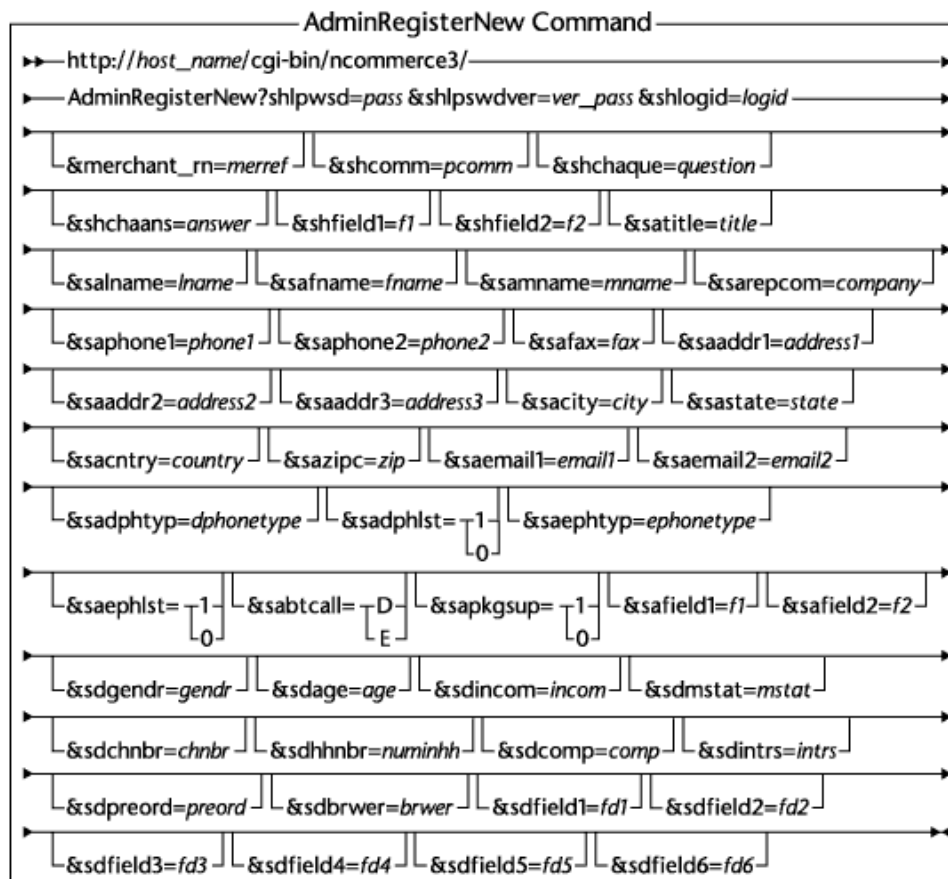 AdminRegisterNew Command
http://host_name/cgi-bin/ncommerce3/
AdminRegisterNew?shlpwsd=pass &shlpswdver=ver_pass &shlogid=logid
&merchant_rn=merref &shcomm=pcomm &shchaque=question
&shchaans=answer &shfield1=f1 &shfield2=f2 &satitle=title
&salname=lname &safname=fname &samname=mname &sarepcom=company
&saphone1=phone1 &saphone2=phone2 &safax=fax &saaddr1=address1
&saaddr2=address2 &saaddr3=address3 &sacity=city &sastate=state
&sacntry=country &sazipc=zip &saemail1=email1 &saemail2=email2
&sadphtyp=dphonetype &sadphlst= 1 &saephtyp=ephonetype
0
&saephlst= 1 &sabtcall= D &sapkgsup= 1 &safield1=f1 &safield2=f2
0 E 0
&sdgendr=gendr &sdage=age &sdincom=incom &sdmstat=mstat
&sdchnbr=chnbr &sdhhnbr=numinhh &sdcomp=comp &sdintrs=intrs
&sdpreord=preord &sdbrwer=brwer &sdfield1=fd1 &sdfield2=fd2
&sdfield3=fd3 &sdfield4=fd4 &sdfield5=fd5 &sdfield6=fd6